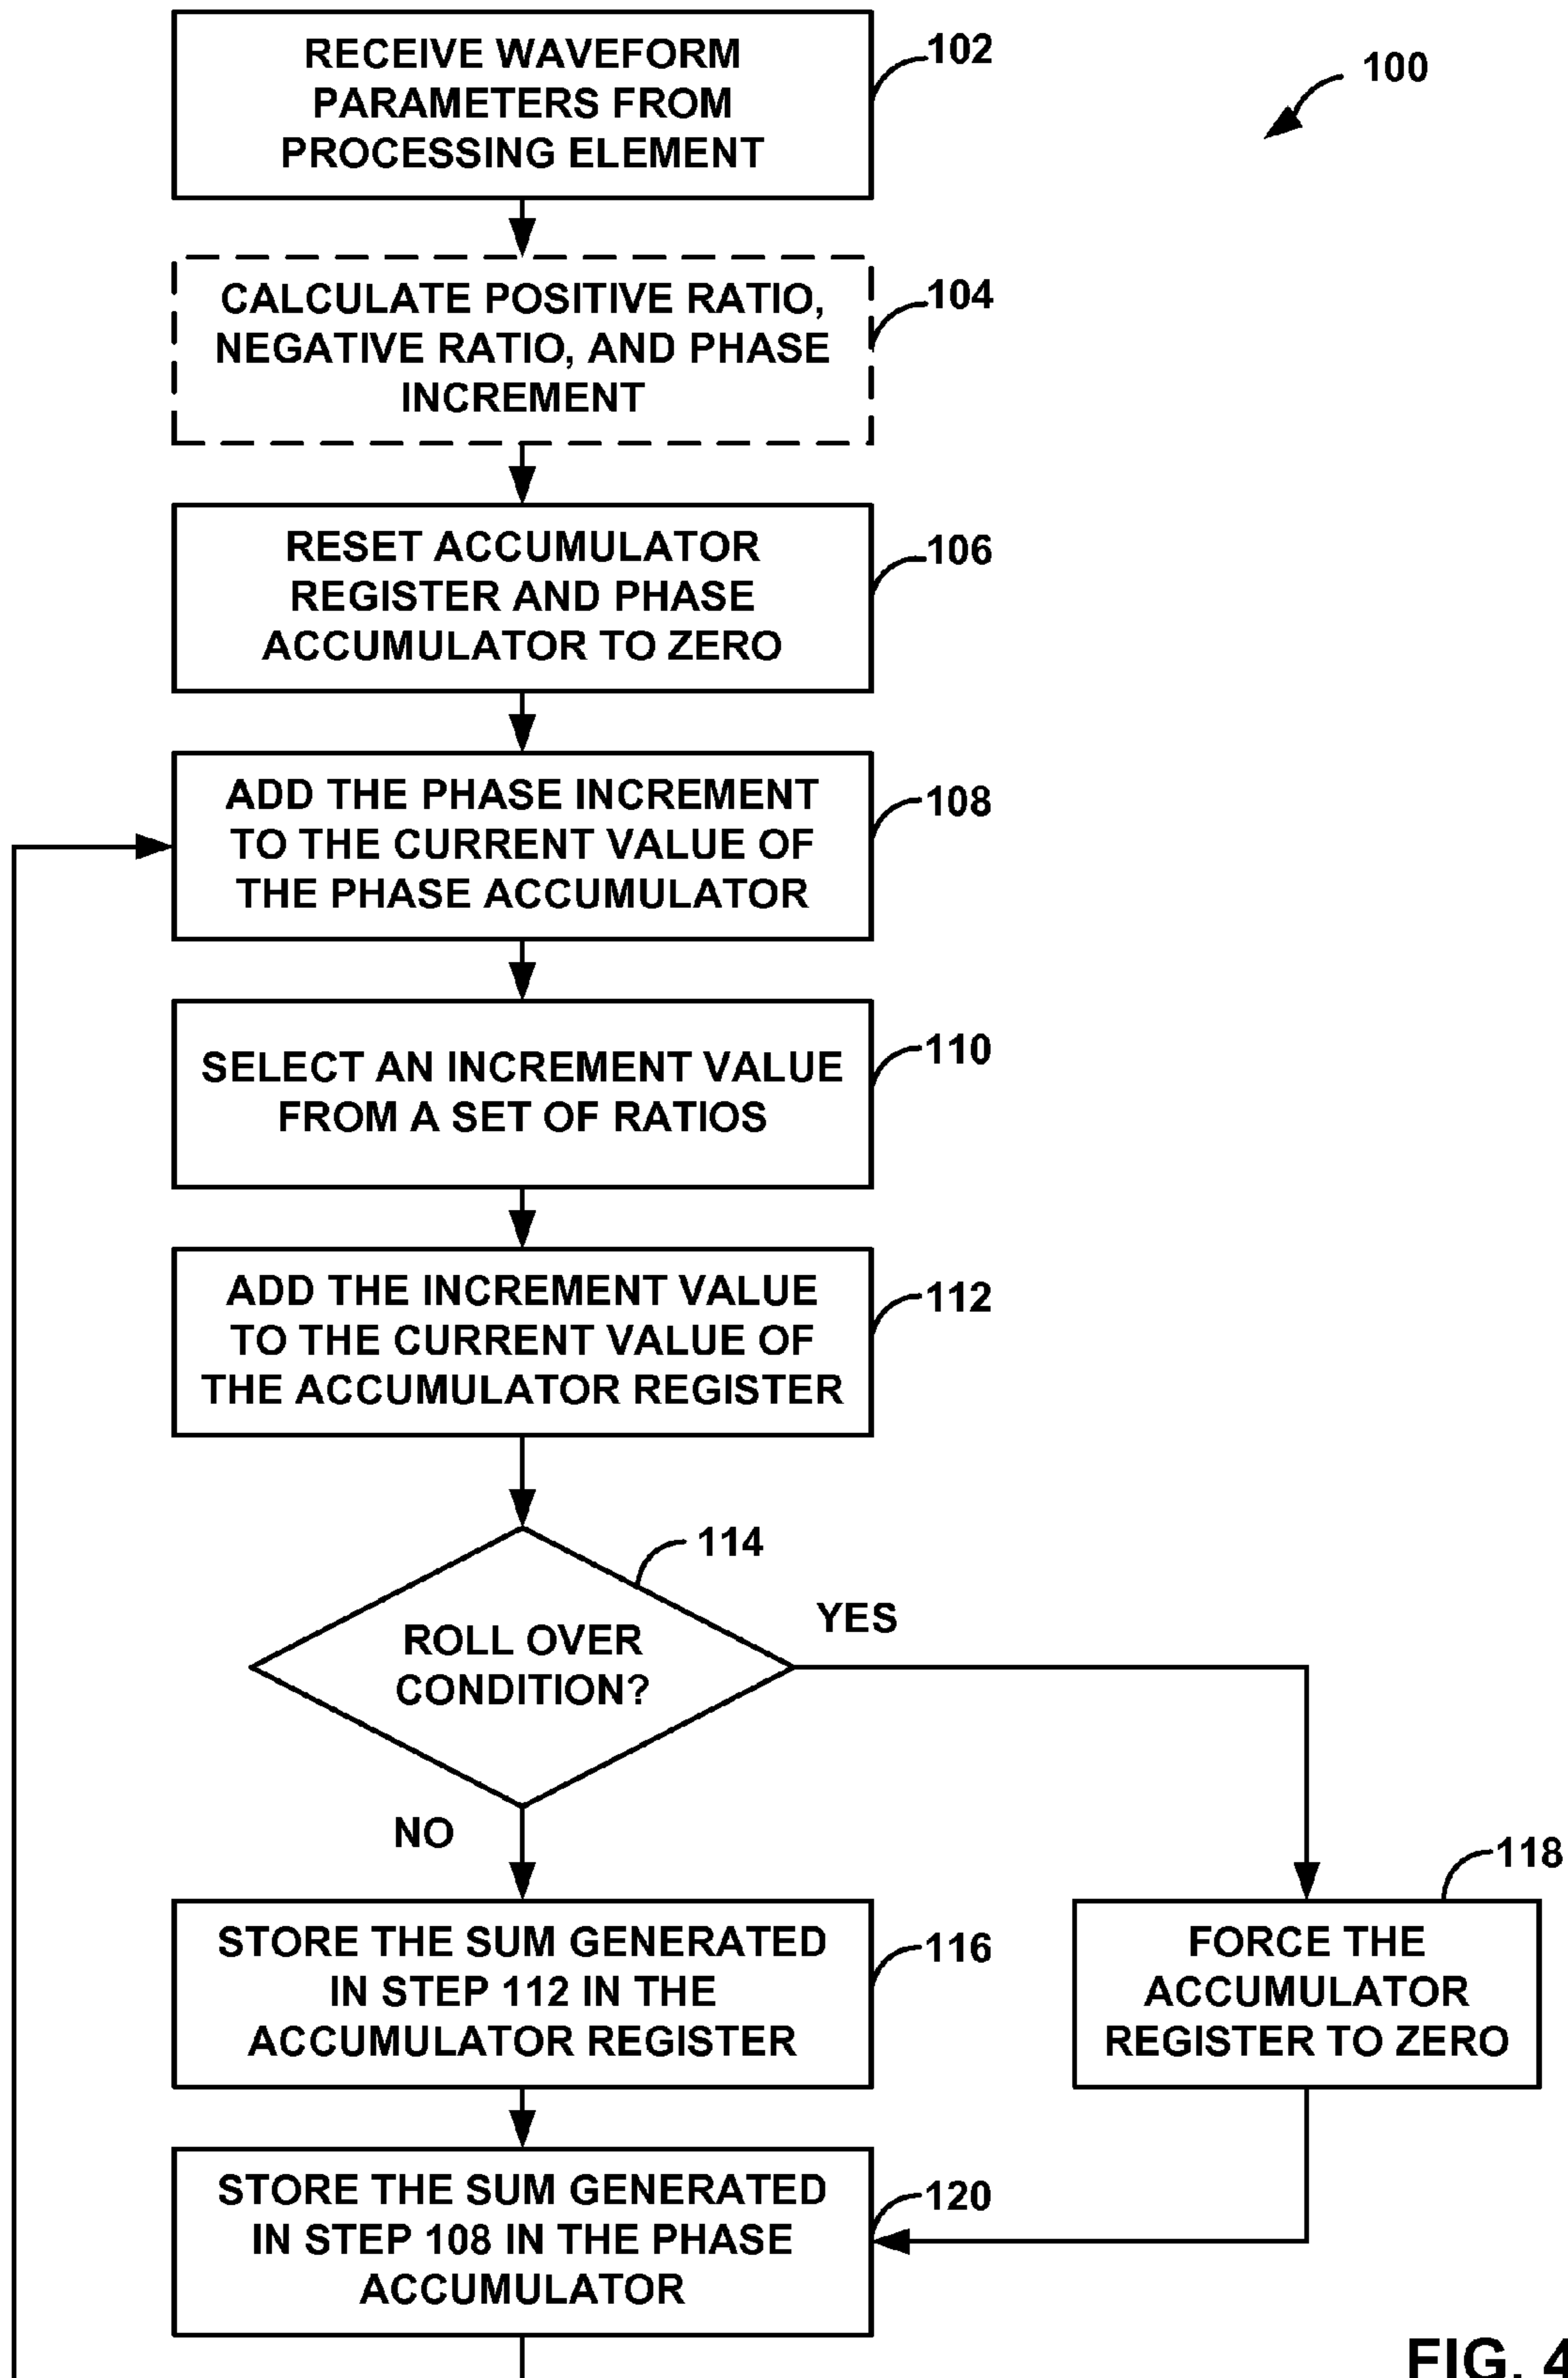 RECEIVE WAVEFORM
PARAMETERS FROM
PROCESSING ELEMENT
102
100
CALCULATE POSITIVE RATIO,
NEGATIVE RATIO, AND PHASE
INCREMENT
104
RESET ACCUMULATOR
REGISTER AND PHASE
ACCUMULATOR TO ZERO
106
ADD THE PHASE INCREMENT
TO THE CURRENT VALUE OF
THE PHASE ACCUMULATOR
108
SELECT AN INCREMENT VALUE
FROM A SET OF RATIOS
110
ADD THE INCREMENT VALUE
TO THE CURRENT VALUE OF
THE ACCUMULATOR REGISTER
112
114
ROLL OVER
CONDITION?
YES
NO
STORE THE SUM GENERATED
IN STEP 112 IN THE
ACCUMULATOR REGISTER
116
118
FORCE THE
ACCUMULATOR
REGISTER TO ZERO
STORE THE SUM GENERATED
IN STEP 108 IN THE PHASE
ACCUMULATOR
120
FIG. 4